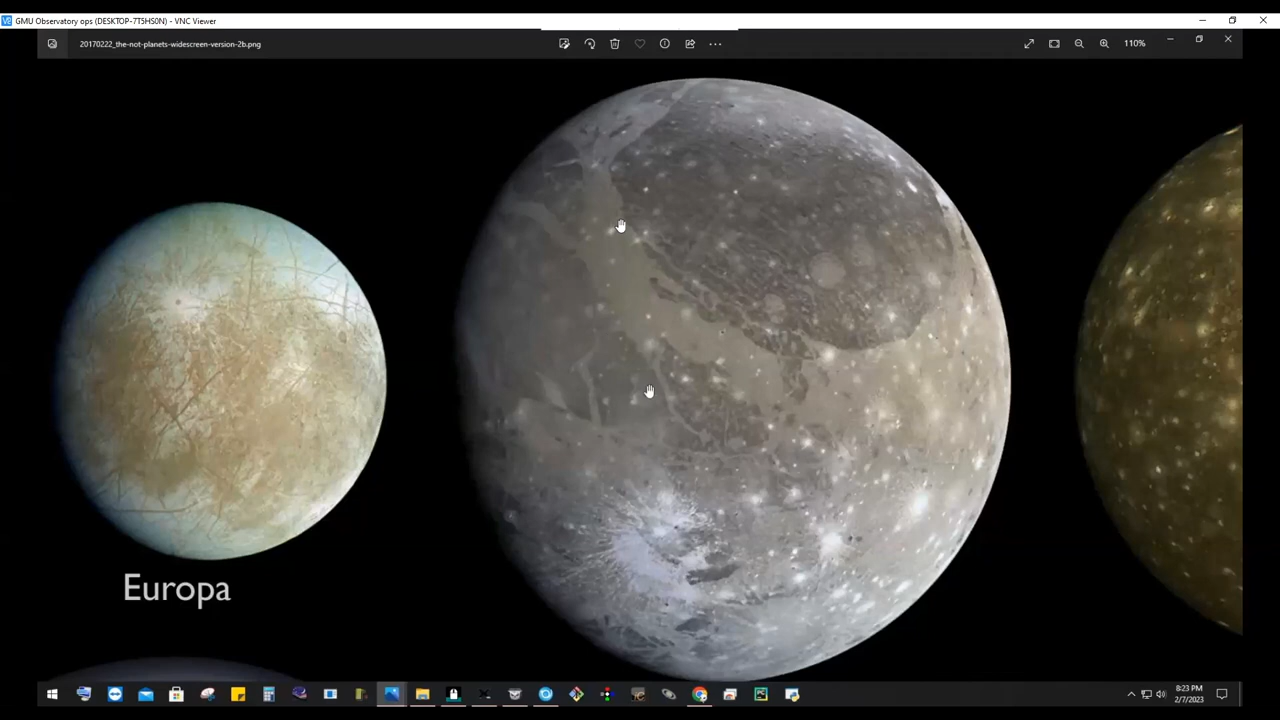 GMU Observatory ops (DESKTOP-7T5HS0N) - VNC Viewer
20170222_the-not-planets-widescreen-version-2b.png
110%
Europa
8:23 PM
2/7/2023